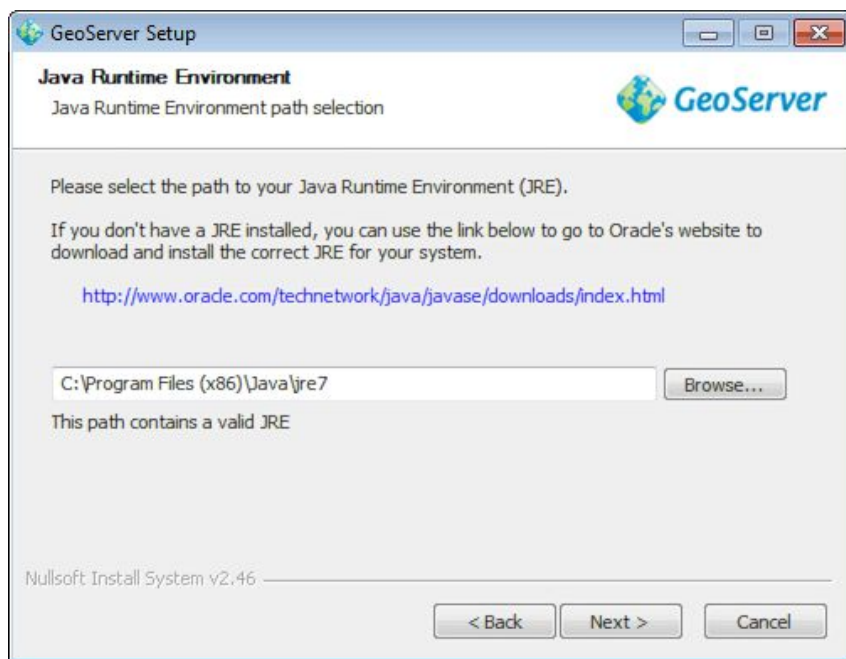 GeoServer Setup
Java Runtime Environment
Java Runtime Environment path selection
GeoServer
Please select the path to your Java Runtime Environment (JRE).
If you don't have a JRE installed, you can use the link below to go to Oracle's website to
download and install the correct JRE for your system.
http://www.oracle.com/technetwork/java/javase/downloads/index.html
C:\Program Files (x86)\Java\jre7
Browse...
This path contains a valid JRE
Nullsoft Install System v2.46
< Back
Next >
Cancel